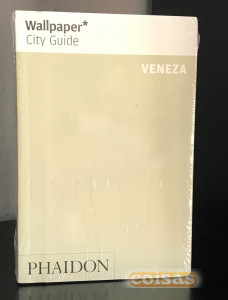 Wallpaper*
City Guide
VENEZA
PHAIDON
coisas